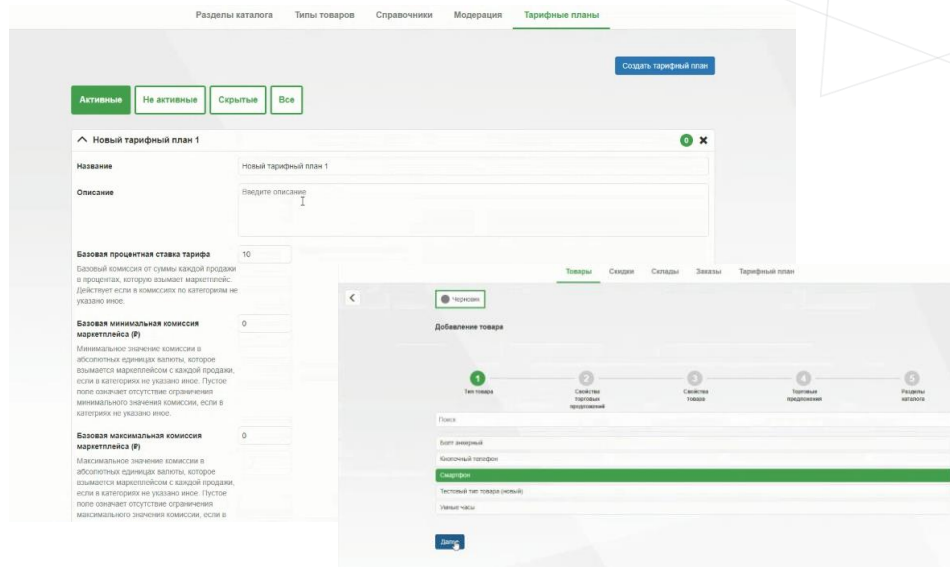 Разделы каталога Типы товаров Справочники Модерация Тарифные планы
Создать тарифный план
Активные Не активные Скрытые Все
Новый тарифный план 1 0
Название Новый тарифный план 1
Описание Введите описание
Базовая процентная ставка тарифа 10
Базовый комиссия от суммы каждой продажи
в процентах, которую взымает маркетплейс.
Действует если в комиссиях по категориям не
указано иное.
Базовая минимальная комиссия 0
маркетплейса (₽)
Минимальное значение комиссии в
абсолютных единицах валюты, которое
взымается маркеплейсом с каждой продажи,
если в категориях не указано иное. Пустое
поле означает отсутствие ограничения
минимального значения комиссии, если в
категриях не указано иное.
Базовая максимальная комиссия 0
маркетплейса (₽)
Максимальное значение комиссии в
абсолютных единицах валюты, которое
взымается маркеплейсом с каждой продажи,
если в категориях не указано иное. Пустое
поле означает отсутствие ограничения
максимального значения комиссии, если в
Товары Скидки Склады Заказы Тарифный план
Черновик
Добавление товара
1 2 3 4 5
Тип товара Свойства Свойства Торговые Разделы
торговых товара предложения каталога
предложений
Поиск
Болт анкерный
Кнопочный телефон
Смартфон
Тестовый тип товара (новый)
Умные часы
Далее